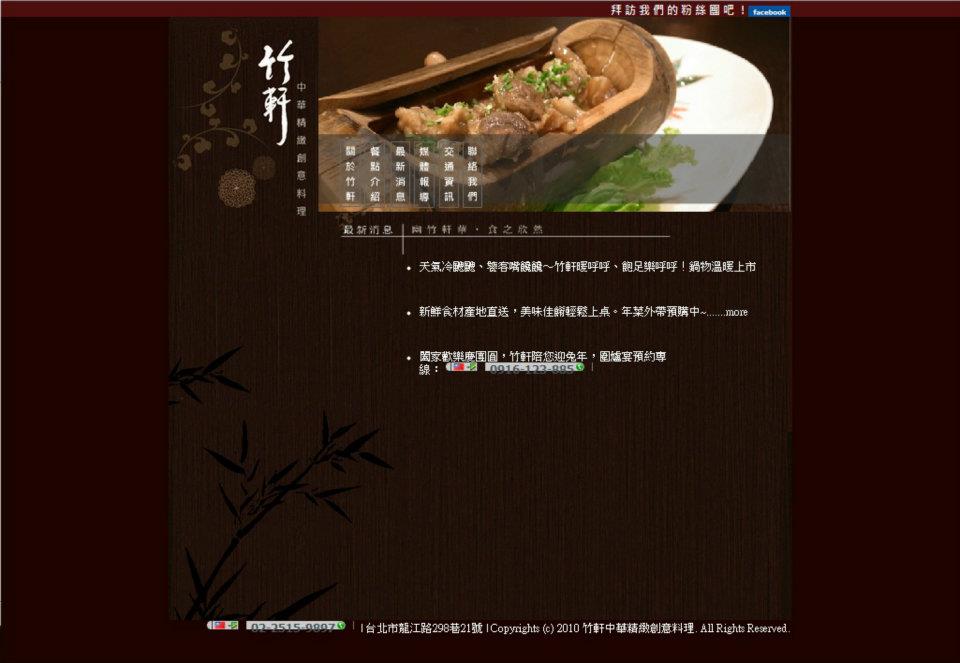 拜訪我們的粉絲團吧！ facebook
竹軒
中華精緻創意料理
關於竹軒
餐點介紹
最新消息
媒體報導
交通資訊
聯絡我們
最新消息 幽竹軒華・食之欣然
天氣冷颼颼、饕客嘴饞饞～竹軒暖呼呼、飽足樂呼呼！鍋物溫暖上市
新鮮食材產地直送，美味佳餚輕鬆上桌。年菜外帶預購中~.......more
闔家歡樂慶團圓，竹軒陪您迎兔年，圍爐宴預約專
線： 0916-123-885
02-2515-9897 | 台北市龍江路298巷21號 | Copyrights (c) 2010 竹軒中華精緻創意料理. All Rights Reserved.